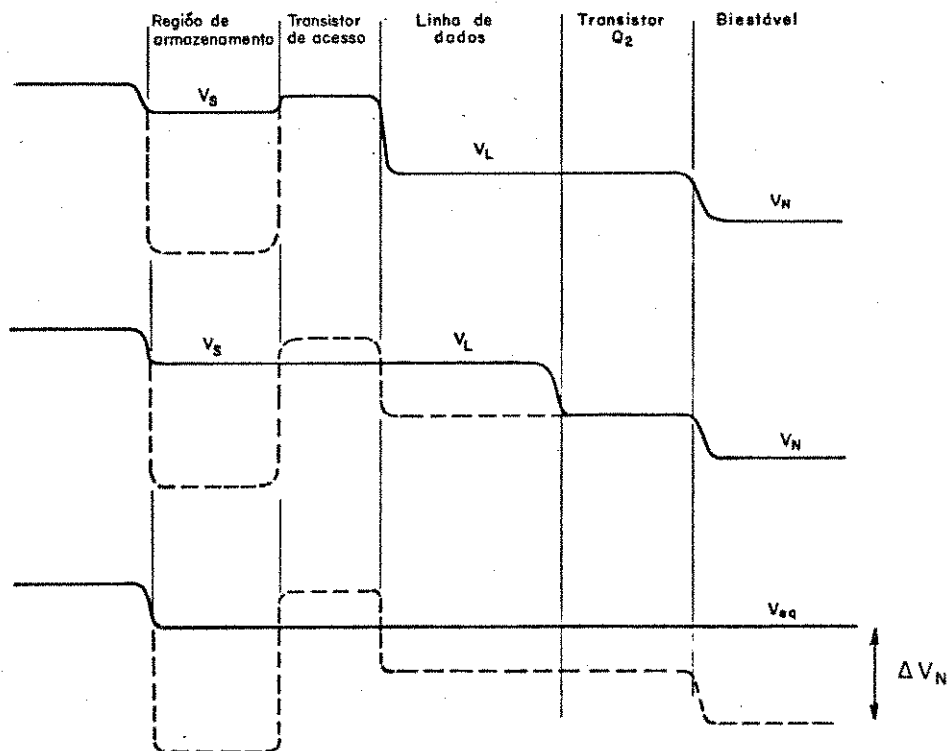 Região de
armazenamento
Transistor
de acesso
Linha de
dados
Transistor
Q2
Biestável
VS
VL
VN
VS
VL
VN
Veq
ΔVN